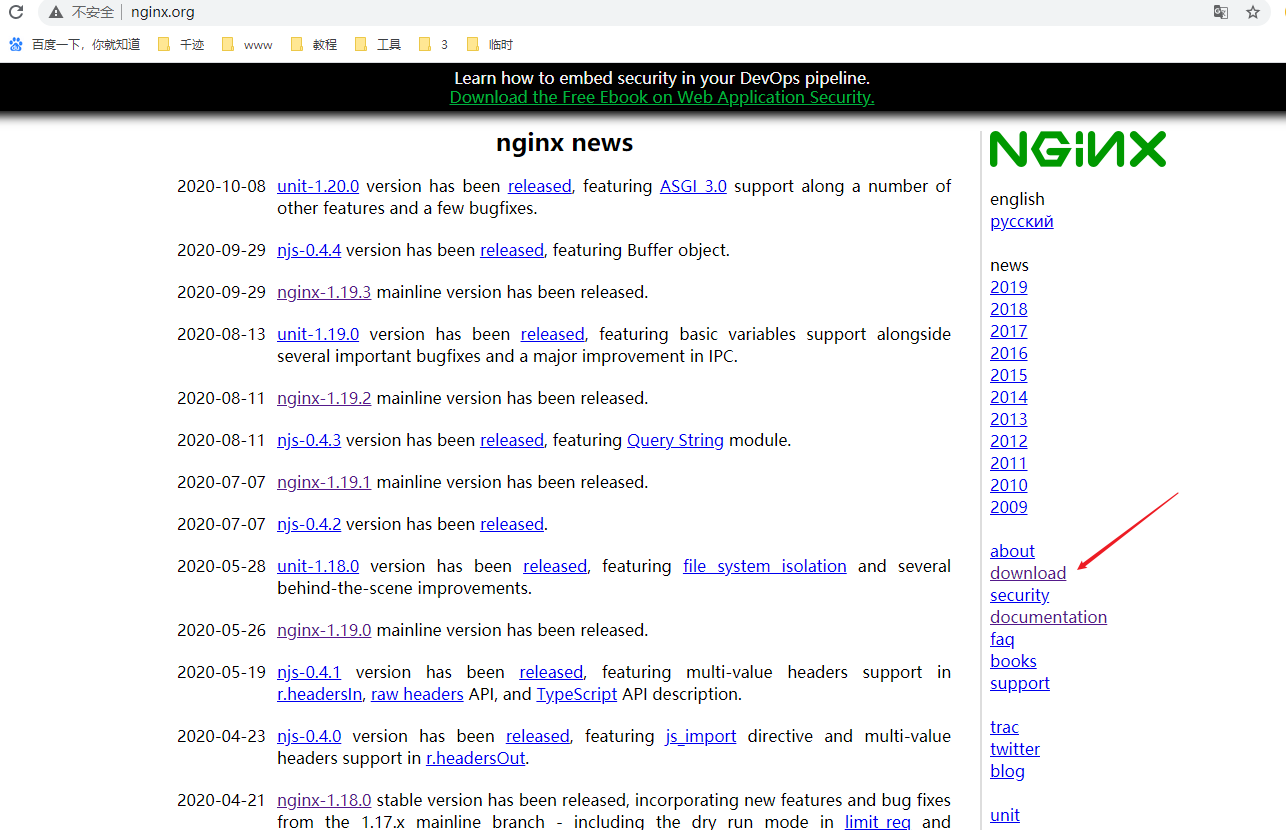 不安全 nginx.org
百度一下，你就知道 千迹 www 教程 工具 3 临时
Learn how to embed security in your DevOps pipeline.
Download the Free Ebook on Web Application Security.
nginx news
2020-10-08 unit-1.20.0 version has been released, featuring ASGI 3.0 support along a number of
other features and a few bugfixes.
2020-09-29 njs-0.4.4 version has been released, featuring Buffer object.
2020-09-29 nginx-1.19.3 mainline version has been released.
2020-08-13 unit-1.19.0 version has been released, featuring basic variables support alongside
several important bugfixes and a major improvement in IPC.
2020-08-11 nginx-1.19.2 mainline version has been released.
2020-08-11 njs-0.4.3 version has been released, featuring Query String module.
2020-07-07 nginx-1.19.1 mainline version has been released.
2020-07-07 njs-0.4.2 version has been released.
2020-05-28 unit-1.18.0 version has been released, featuring file system isolation and several
behind-the-scene improvements.
2020-05-26 nginx-1.19.0 mainline version has been released.
2020-05-19 njs-0.4.1 version has been released, featuring multi-value headers support in
r.headersIn, raw headers API, and TypeScript API description.
2020-04-23 njs-0.4.0 version has been released, featuring js_import directive and multi-value
headers support in r.headersOut.
2020-04-21 nginx-1.18.0 stable version has been released, incorporating new features and bug fixes
from the 1.17.x mainline branch - including the dry run mode in limit_req and
NGINX
english
русский
news
2019
2018
2017
2016
2015
2014
2013
2012
2011
2010
2009
about
download
security
documentation
faq
books
support
trac
twitter
blog
unit